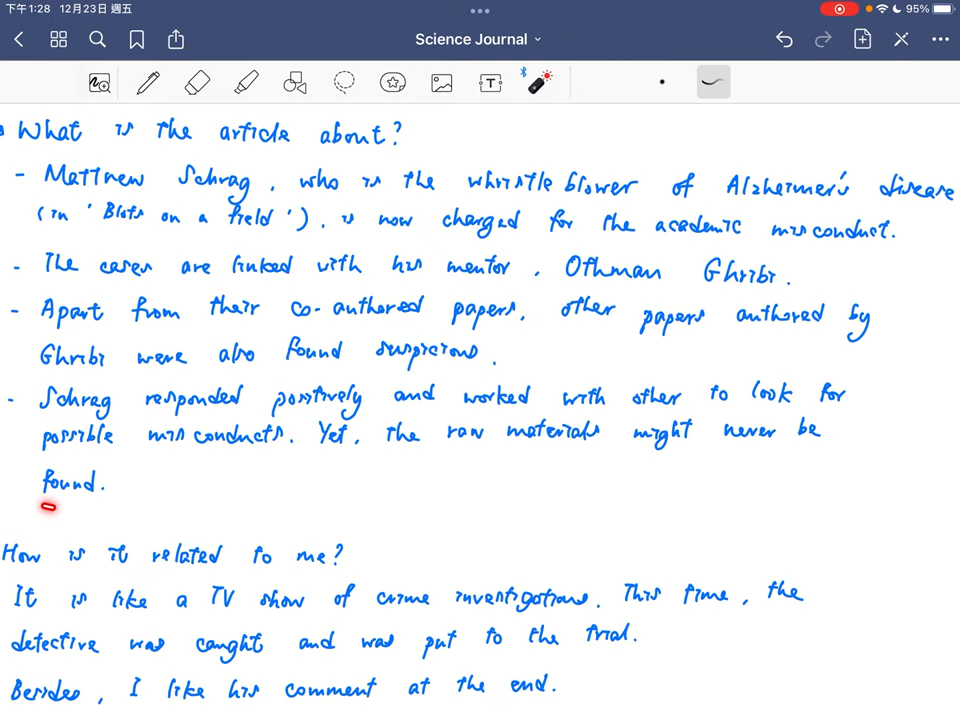 下午1:28 12月23日 週五
95%
Science Journal
T
What is the article about?
- Matthew Schrag, who is the whristleblower of Alzheimer's disease
(in 'Blots on a field'), is now charged for the academic misconduct.
- The cases are linked with his mentor, Othman Ghribi.
- Apart from their co-authored papers, other papers authored by
Ghribi were also found suspicious.
- Schrag responded positively and worked with other to look for
possible misconducts. Yet, the raw materials might never be
found.
How is it related to me?
It is like a TV show of crime investigations. This time, the
detective was caught and was put to the trial.
Besides, I like his comment at the end.